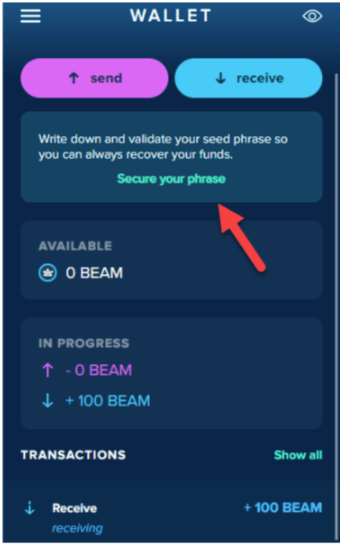 WALLET
↑ send
↓ receive
Write down and validate your seed phrase so
you can always recover your funds.
Secure your phrase
AVAILABLE
0 BEAM
IN PROGRESS
↑ - 0 BEAM
↓ + 100 BEAM
TRANSACTIONS Show all
↓ Receive + 100 BEAM
receiving